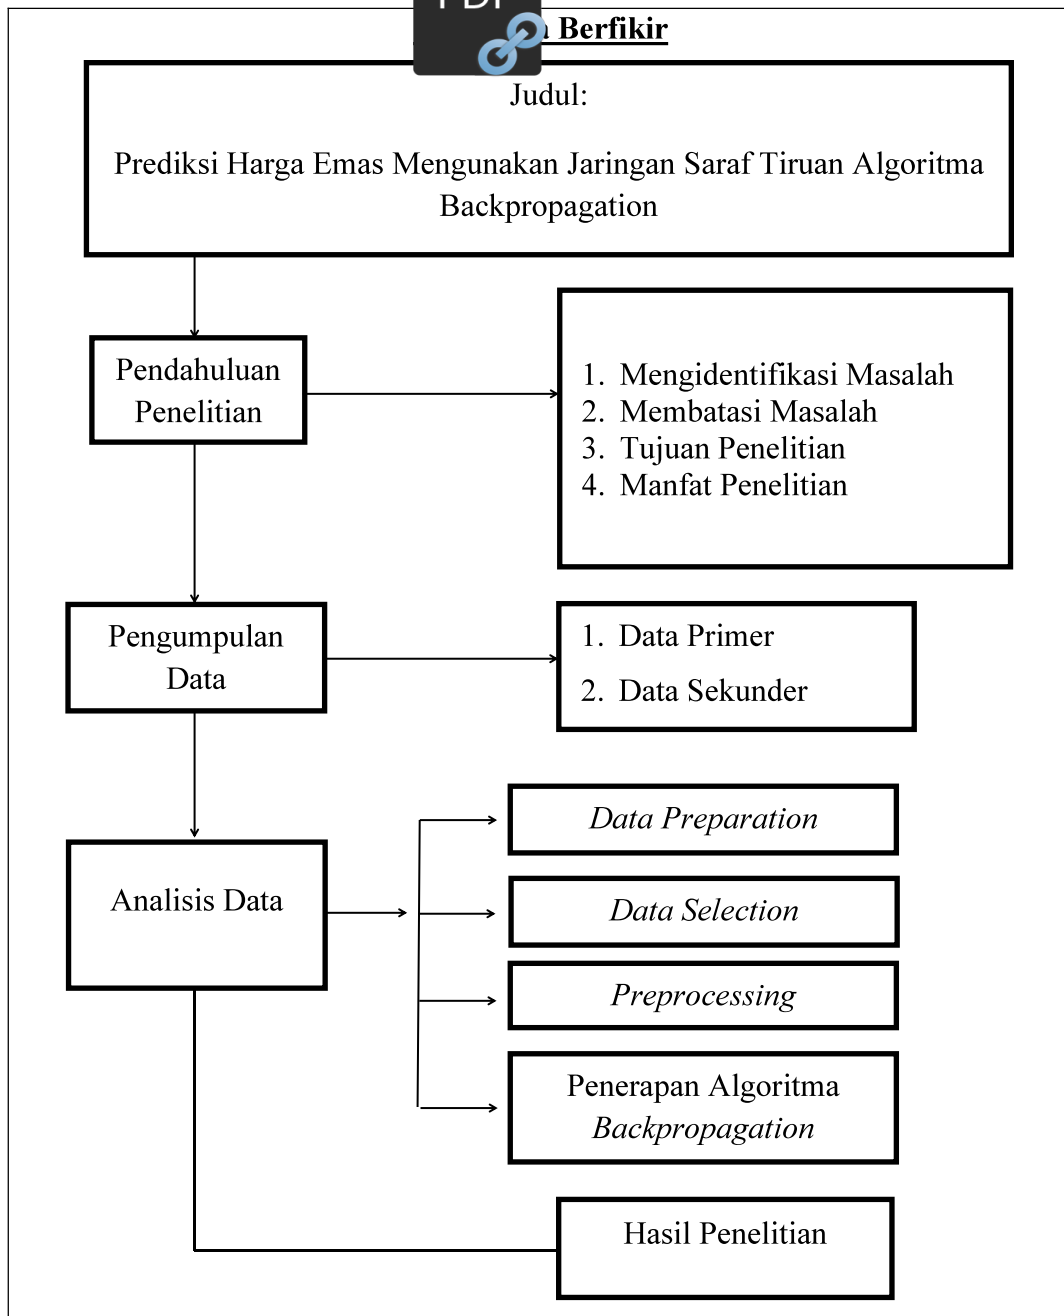 Berfikir
Judul:
Prediksi Harga Emas Mengunakan Jaringan Saraf Tiruan Algoritma
Backpropagation
Pendahuluan
Penelitian
1. Mengidentifikasi Masalah
2. Membatasi Masalah
3. Tujuan Penelitian
4. Manfat Penelitian
Pengumpulan
Data
1. Data Primer
2. Data Sekunder
Analisis Data
Data Preparation
Data Selection
Preprocessing
Penerapan Algoritma
Backpropagation
Hasil Penelitian